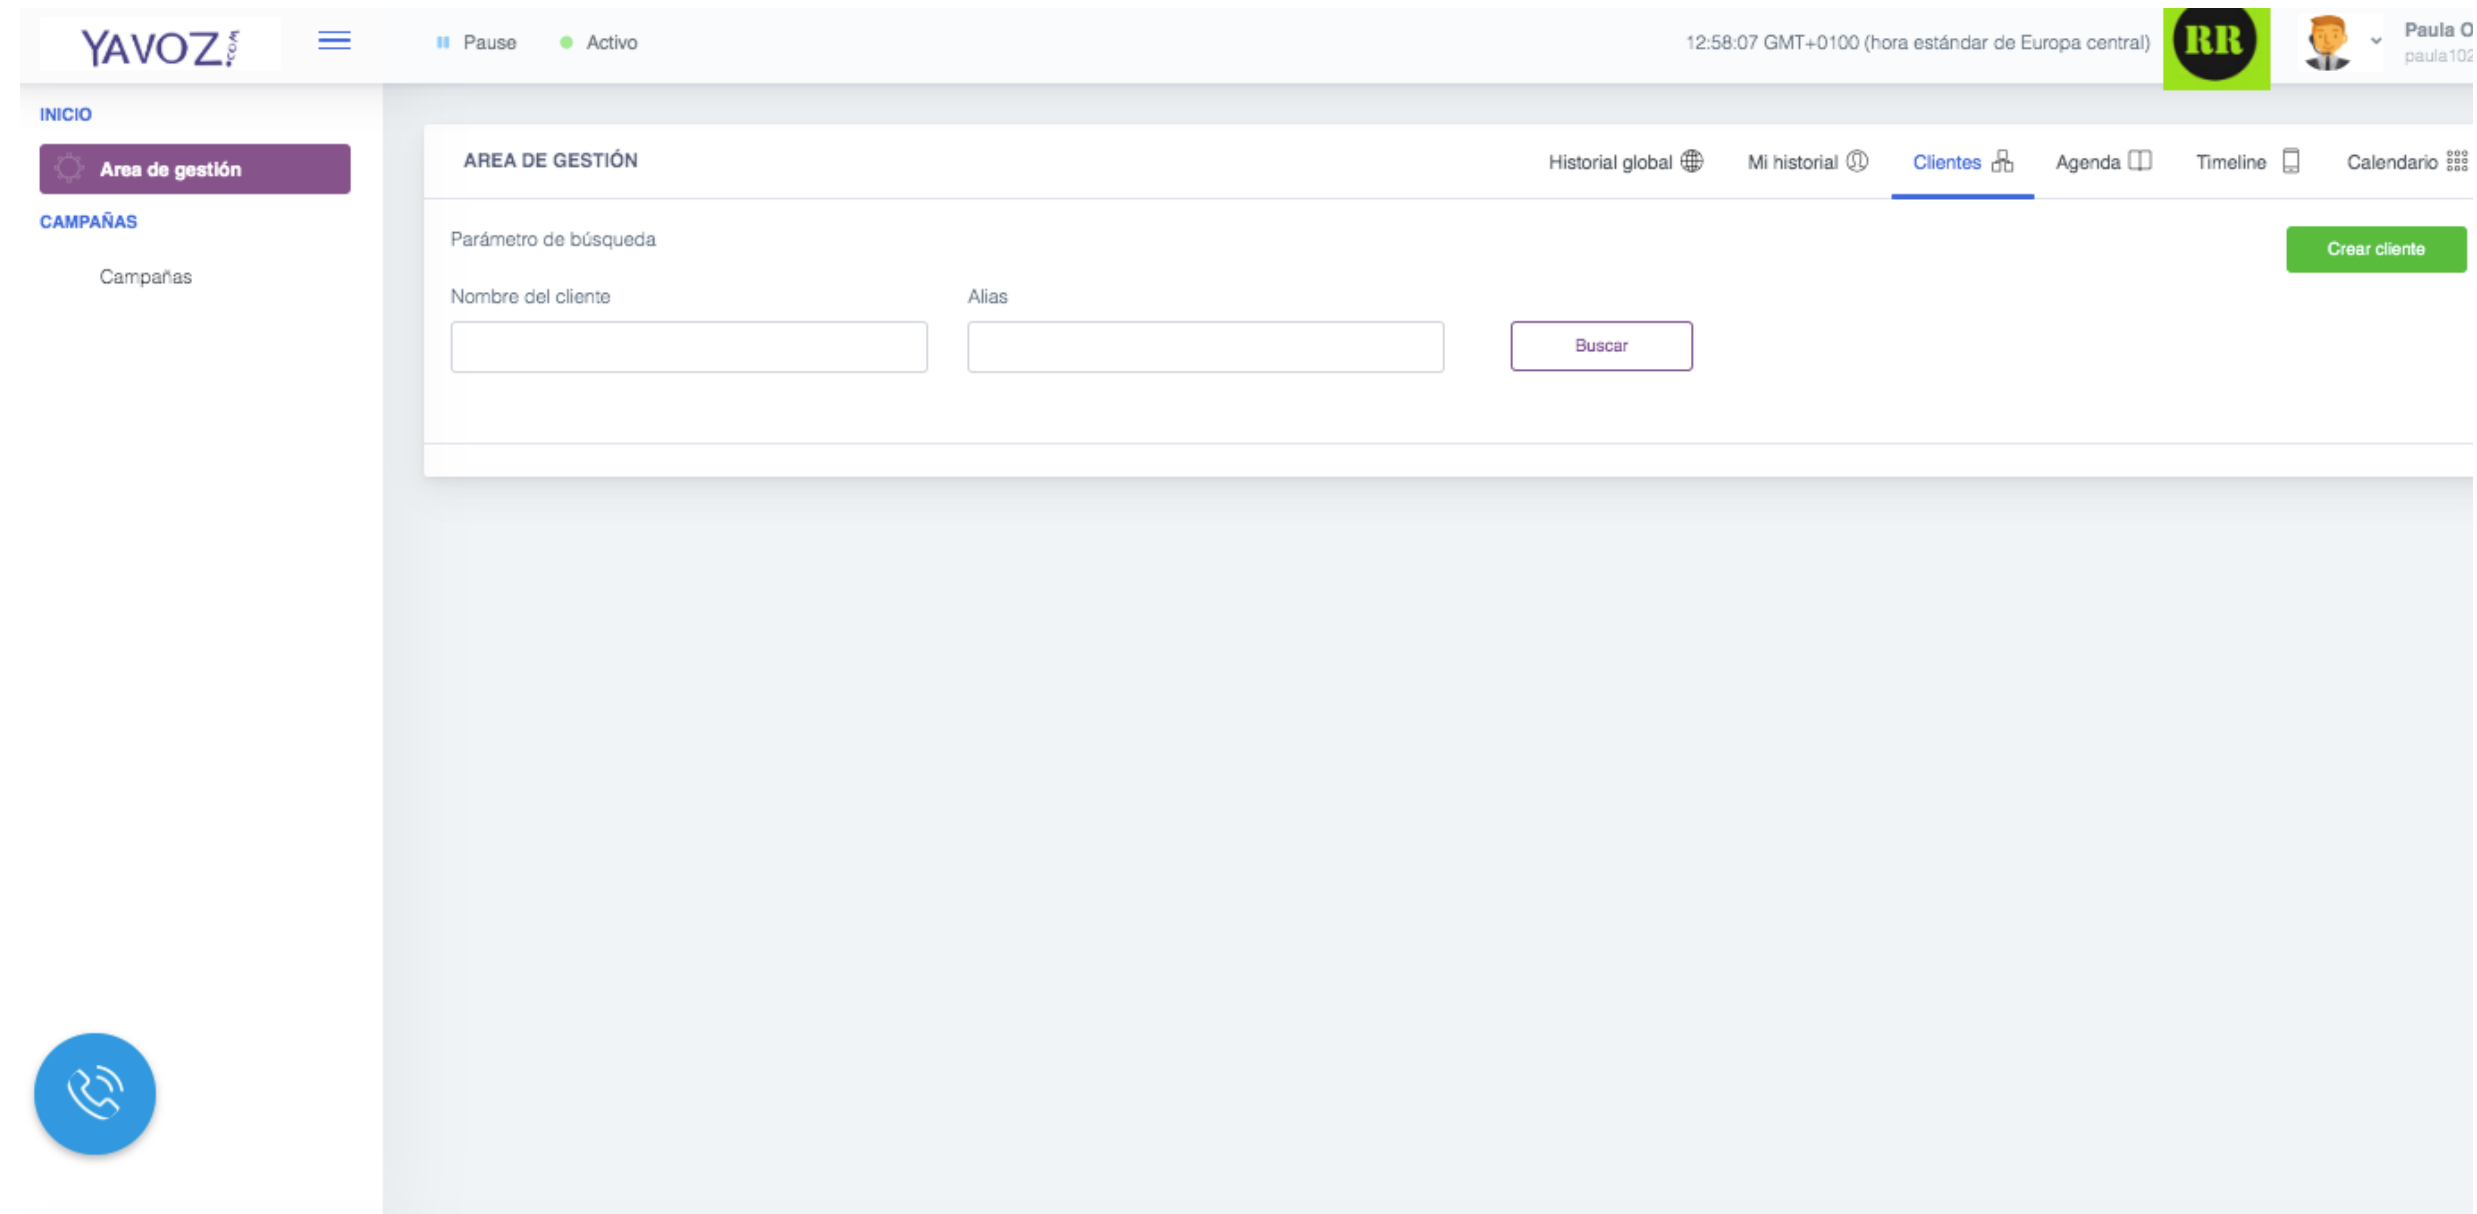 YAVOZ.com
Pause
Activo
12:58:07 GMT+0100 (hora estándar de Europa central)
RR
Paula O
paula102
INICIO
Area de gestión
CAMPAÑAS
Campañas
AREA DE GESTIÓN
Historial global
Mi historial
Clientes
Agenda
Timeline
Calendario
Parámetro de búsqueda
Crear cliente
Nombre del cliente
Alias
Buscar